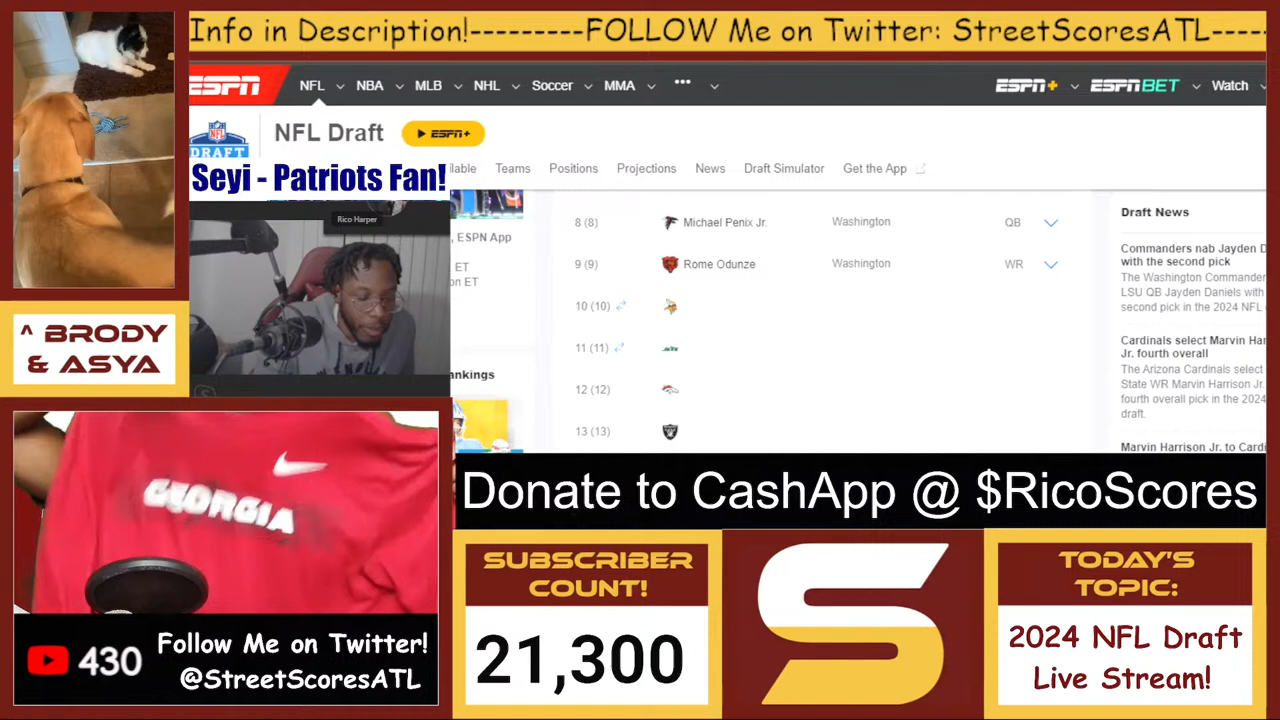 Info in Description!---------FOLLOW Me on Twitter: StreetScoresATL-----
ESPN
NFL NBA MLB NHL Soccer MMA ••• ESPN+ ESPNBET Watch
NFL
DRAFT
NFL Draft
ESPN+
ilable Teams Positions Projections News Draft Simulator Get the App
Seyi - Patriots Fan!
Rico Harper
, ESPN App
ET
on ET
ankings
8 (8) Michael Penix Jr. Washington QB
9 (9) Rome Odunze Washington WR
10 (10)
11 (11)
12 (12)
13 (13)
Draft News
Commanders nab Jayden D
with the second pick
The Washington Commander
LSU QB Jayden Daniels with
second pick in the 2024 NFL
Cardinals select Marvin Har
Jr. fourth overall
The Arizona Cardinals select
State WR Marvin Harrison Jr.
fourth overall pick in the 2024
draft.
Marvin Harrison Jr. to Cardi
^ BRODY
& ASYA
GEORGIA
430
Follow Me on Twitter!
@StreetScoresATL
Donate to CashApp @ $RicoScores
SUBSCRIBER
COUNT!
21,300
S
TODAY'S
TOPIC:
2024 NFL Draft
Live Stream!